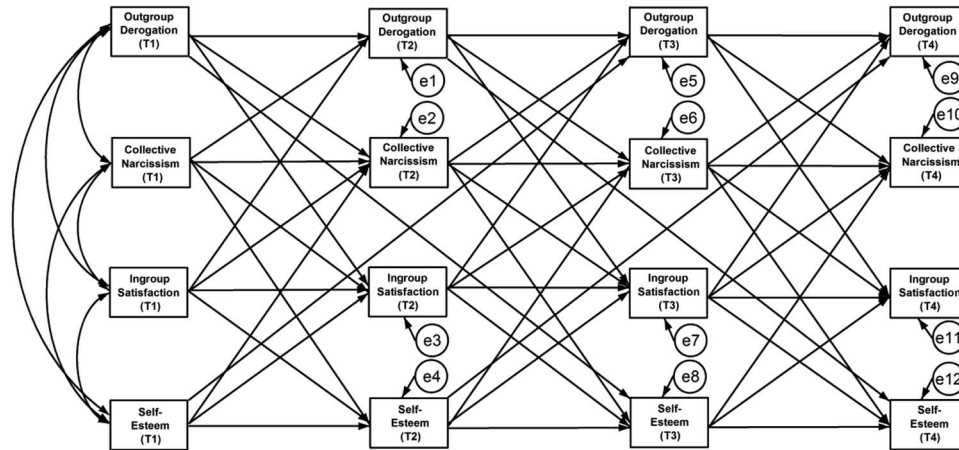 Outgroup
Derogation
(T1)
Outgroup
Derogation
(T2)
Outgroup
Derogation
(T3)
Outgroup
Derogation
(T4)
e1
e5
e9
e2
e6
e10
Collective
Narcissism
(T1)
Collective
Narcissism
(T2)
Collective
Narcissism
(T3)
Collective
Narcissism
(T4)
Ingroup
Satisfaction
(T1)
Ingroup
Satisfaction
(T2)
Ingroup
Satisfaction
(T3)
Ingroup
Satisfaction
(T4)
e3
e7
e11
e4
e8
e12
Self-
Esteem
(T1)
Self-
Esteem
(T2)
Self-
Esteem
(T3)
Self-
Esteem
(T4)